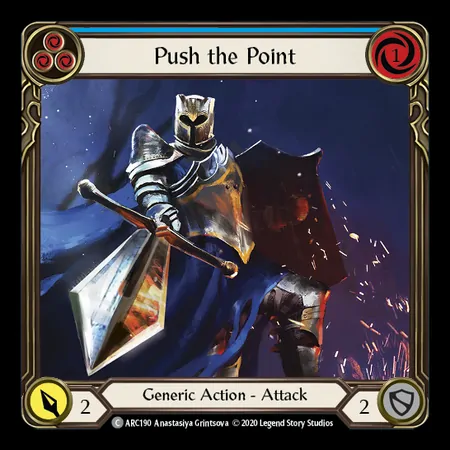 1
Push the Point
Generic Action - Attack
2
2
C ARC190 Anastasiya Grintsova © 2020 Legend Story Studios